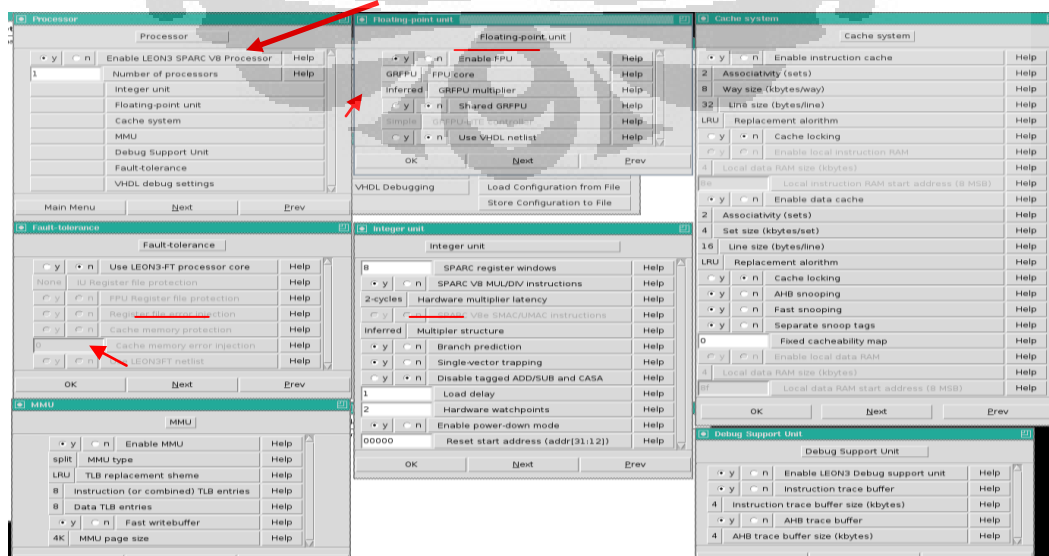 Processor
Processor
y n Enable LEON3 SPARC V8 Processor Help
1 Number of processors Help
Integer unit
Floating-point unit
Cache system
MMU
Debug Support Unit
Fault-tolerance
VHDL debug settings
Main Menu Next Prev
Floating-point unit
Floating-point unit
y n Enable FPU Help
GRFPU FPU core Help
Inferred GRFPU multiplier Help
y n Shared GRFPU Help
Simple GRFPU-LITE controller Help
y n Use VHDL netlist Help
OK Next Prev
VHDL Debugging Load Configuration from File
Store Configuration to File
Cache system
Cache system
y n Enable instruction cache Help
2 Associativity (sets) Help
8 Way size (kbytes/way) Help
32 Line size (bytes/line) Help
LRU Replacement alorithm Help
y n Cache locking Help
y n Enable local instruction RAM Help
4 Local data RAM size (kbytes) Help
8e Local instruction RAM start address (8 MSB) Help
y n Enable data cache Help
2 Associativity (sets) Help
4 Set size (kbytes/set) Help
16 Line size (bytes/line) Help
LRU Replacement alorithm Help
y n Cache locking Help
y n AHB snooping Help
y n Fast snooping Help
y n Separate snoop tags Help
0 Fixed cacheability map Help
y n Enable local data RAM Help
4 Local data RAM size (kbytes) Help
8f Local data RAM start address (8 MSB) Help
OK Next Prev
Fault-tolerance
Fault-tolerance
y n Use LEON3-FT processor core Help
None IU Register file protection Help
y n FPU Register file protection Help
y n Register file error injection Help
y n Cache memory protection Help
0 Cache memory error injection Help
y n Use LEON3FT netlist Help
OK Next Prev
Integer unit
Integer unit
8 SPARC register windows Help
y n SPARC V8 MUL/DIV instructions Help
2-cycles Hardware multiplier latency Help
y n SPARC V8e SMAC/UMAC instructions Help
Inferred Multipler structure Help
y n Branch prediction Help
y n Single-vector trapping Help
y n Disable tagged ADD/SUB and CASA Help
1 Load delay Help
2 Hardware watchpoints Help
y n Enable power-down mode Help
00000 Reset start address (addr[31:12]) Help
OK Next Prev
MMU
MMU
y n Enable MMU Help
split MMU type Help
LRU TLB replacement sheme Help
8 Instruction (or combined) TLB entries Help
8 Data TLB entries Help
y n Fast writebuffer Help
4K MMU page size Help
Debug Support Unit
Debug Support Unit
y n Enable LEON3 Debug support unit Help
y n Instruction trace buffer Help
4 Instruction trace buffer size (kbytes) Help
y n AHB trace buffer Help
4 AHB trace buffer size (kbytes) Help